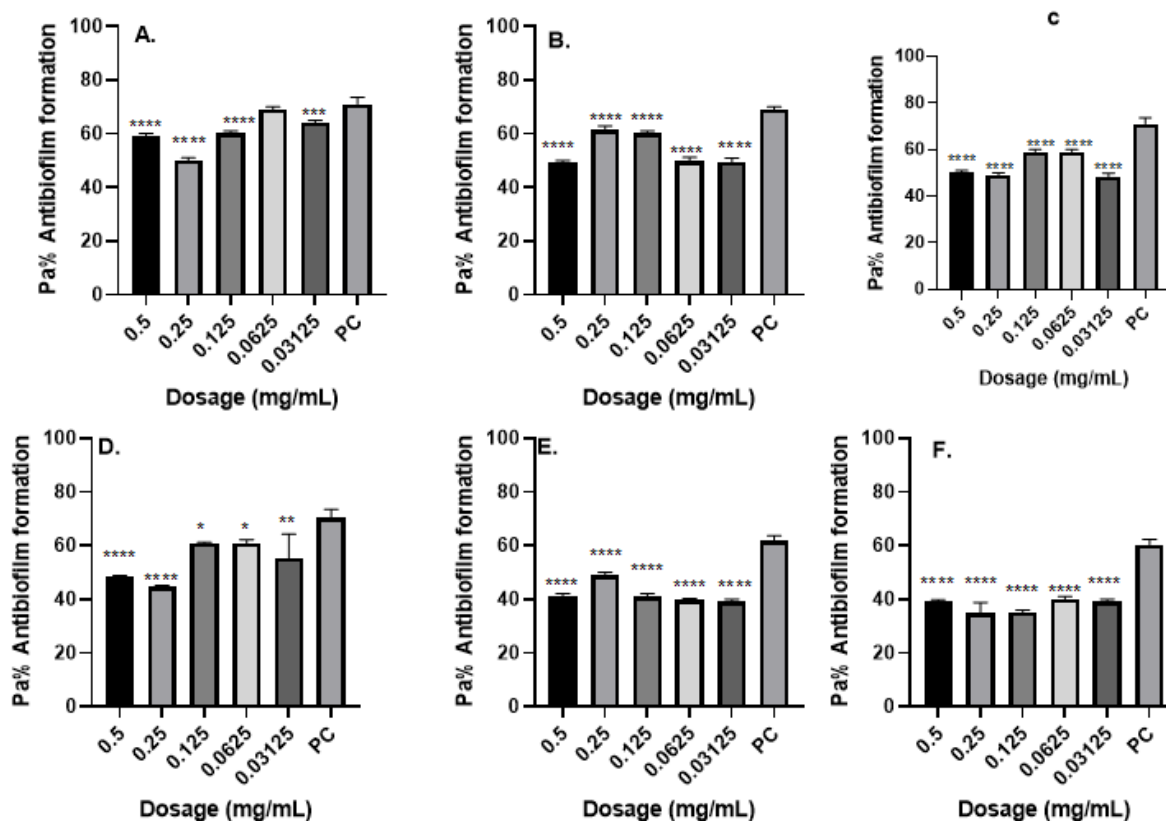 A.
Pa% Antibiofilm formation
100
80
60
40
20
0
**** **** **** ***
0.5 0.25 0.125 0.0625 0.03125 PC
Dosage (mg/mL)
B.
Pa% Antibiofilm formation
100
80
60
40
20
0
**** **** **** **** ****
0.5 0.25 0.125 0.0625 0.03125 PC
Dosage (mg/mL)
c
Pa% Antibiofilm formation
100
80
60
40
20
0
**** **** **** **** ****
0.5 0.25 0.125 0.0625 0.03125 PC
Dosage (mg/mL)
D.
Pa% Antibiofilm formation
100
80
60
40
20
0
**** **** * * **
0.5 0.25 0.125 0.0625 0.03125 PC
Dosage (mg/mL)
E.
Pa% Antibiofilm formation
100
80
60
40
20
0
**** **** **** **** ****
0.5 0.25 0.125 0.0625 0.03125 PC
Dosage (mg/mL)
F.
Pa% Antibiofilm formation
100
80
60
40
20
0
**** **** **** **** ****
0.5 0.25 0.125 0.0625 0.03125 PC
Dosage (mg/mL)